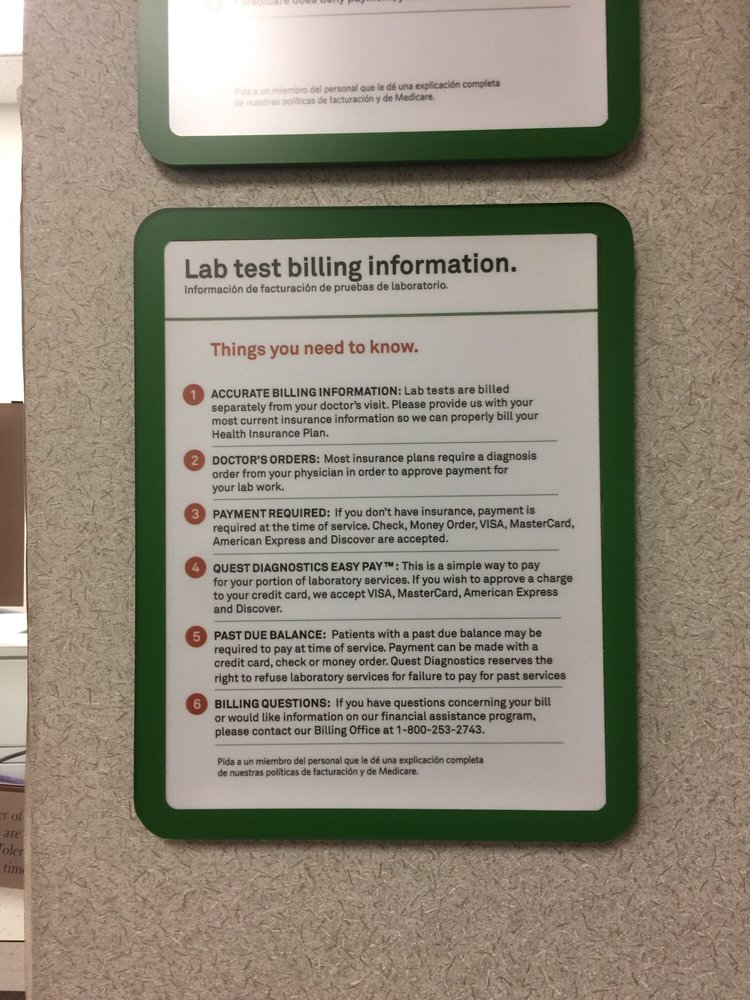 if Medicare does deny payment,
Pida a un miembro del personal que le dé una explicación completa
de nuestras políticas de facturación y de Medicare.
Lab test billing information.
Información de facturación de pruebas de laboratorio.
Things you need to know.
1 ACCURATE BILLING INFORMATION: Lab tests are billed
separately from your doctor's visit. Please provide us with your
most current insurance information so we can properly bill your
Health Insurance Plan.
2 DOCTOR'S ORDERS: Most insurance plans require a diagnosis
order from your physician in order to approve payment for
your lab work.
3 PAYMENT REQUIRED: If you don't have insurance, payment is
required at the time of service. Check, Money Order, VISA, MasterCard,
American Express and Discover are accepted.
4 QUEST DIAGNOSTICS EASY PAY™: This is a simple way to pay
for your portion of laboratory services. If you wish to approve a charge
to your credit card, we accept VISA, MasterCard, American Express
and Discover.
5 PAST DUE BALANCE: Patients with a past due balance may be
required to pay at time of service. Payment can be made with a
credit card, check or money order. Quest Diagnostics reserves the
right to refuse laboratory services for failure to pay for past services
6 BILLING QUESTIONS: If you have questions concerning your bill
or would like information on our financial assistance program,
please contact our Billing Office at 1-800-253-2743.
Pida a un miembro del personal que le dé una explicación completa
de nuestras políticas de facturación y de Medicare.
er of
are
Toler
time